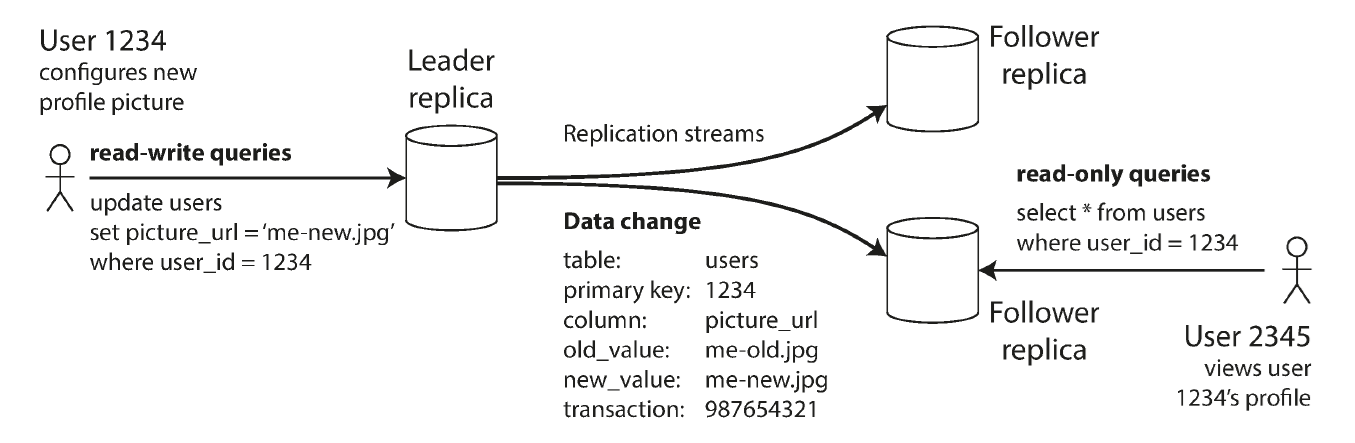 User 1234
configures new
profile picture
read-write queries
update users
set picture_url = ‘me-new.jpg’
where user_id = 1234
Leader
replica
Replication streams
Data change
table: users
primary key: 1234
column: picture_url
old_value: me-old.jpg
new_value: me-new.jpg
transaction: 987654321
Follower
replica
read-only queries
select * from users
where user_id = 1234
Follower
replica
User 2345
views user
1234’s profile